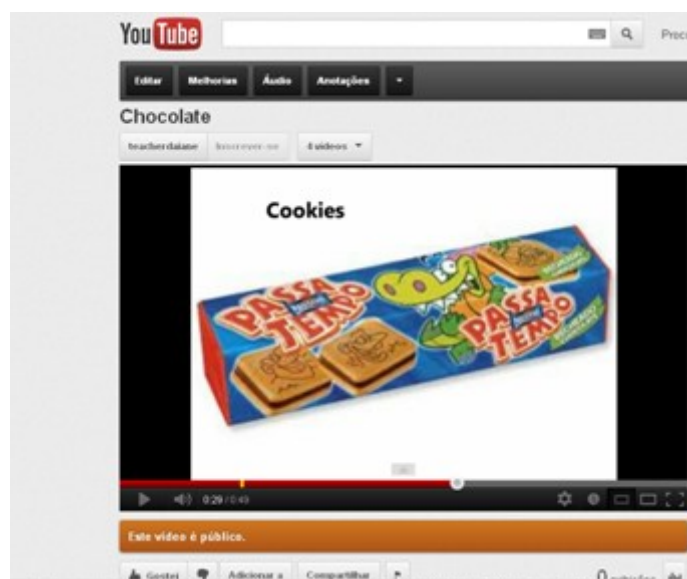 YouTube
Editar Melhorias Áudio Anotações
Chocolate
teacherdaiane Inscrever-se 4 vídeos
Cookies
PASSA TEMPO
PASSA TEMPO
RECHEADO
0:29 / 0:49
Este vídeo é público.
Gostei Adicionar a Compartilhar